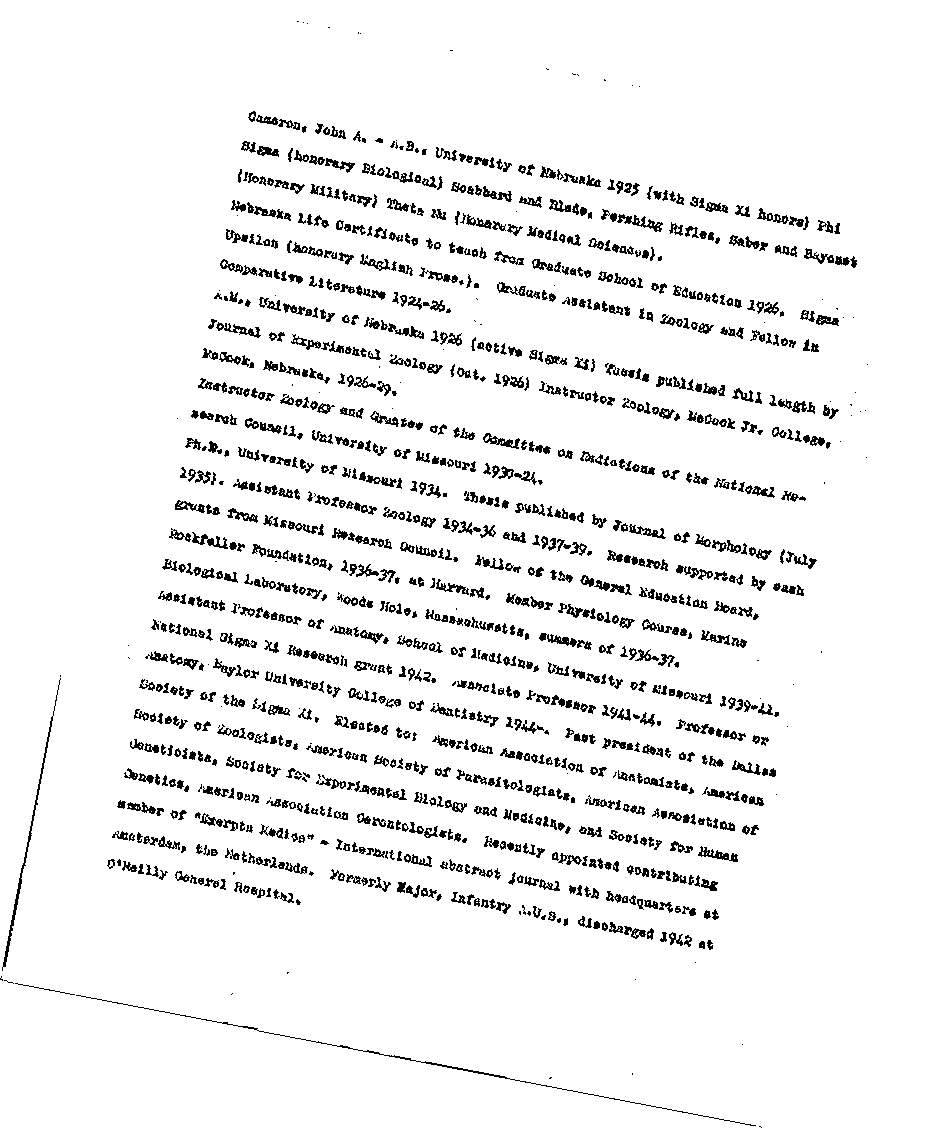 Cameron, John A. - A.B., University of Nebraska 1925 (with Sigma Xi honors) Phi
Sigma (honorary Biological) Scabbard and Blade, Pershing Rifles, Saber and Bayonet
(Honorary Military) Theta Nu (Honorary Medical Sciences).
Nebraska Life Certificate to teach from Graduate School of Education 1926. Sigma
Upsilon (honorary English Prose.). Graduate Assistant in Zoology and Fellow in
Comparative Literature 1924-26.
A.M., University of Nebraska 1926 (active Sigma Xi) Thesis published full length by
Journal of Experimental Zoology (Oct. 1926) Instructor Zoology, McCook Jr. College,
McCook, Nebraska, 1926-29.
Instructor Zoology and Grantee of the Committee on Radiations of the National Re-
search Council, University of Missouri 1930-24.
Ph.D., University of Missouri 1934. Thesis published by Journal of Morphology (July
1935). Assistant Professor Zoology 1934-36 and 1937-39. Research supported by cash
grants from Missouri Research Council. Fellow of the General Education Board,
Rockfeller Foundation, 1936-37, at Harvard. Member Physiology Course, Marine
Biological Laboratory, Woods Hole, Massachusetts, summers of 1936-37.
Assistant Professor of Anatomy, School of Medicine, University of Missouri 1939-41.
National Sigma Xi Research grant 1942. Associate Professor 1941-44. Professor or
Anatomy, Baylor University College of Dentistry 1944-. Past president of the Dallas
Society of the Sigma Xi. Elected to: American Association of Anatomists, American
Society of Zoologists, American Society of Parasitologists, American Association of
Geneticists, Society for Experimental Biology and Medicine, and Society for Human
Genetics, American Association Gerontologists. Recently appointed contributing
member of "Exerpta Medica" - International abstract journal with headquarters at
Amsterdam, the Netherlands. Formerly Major, Infantry A.U.S., discharged 1942 at
O'Reilly General Hospital.